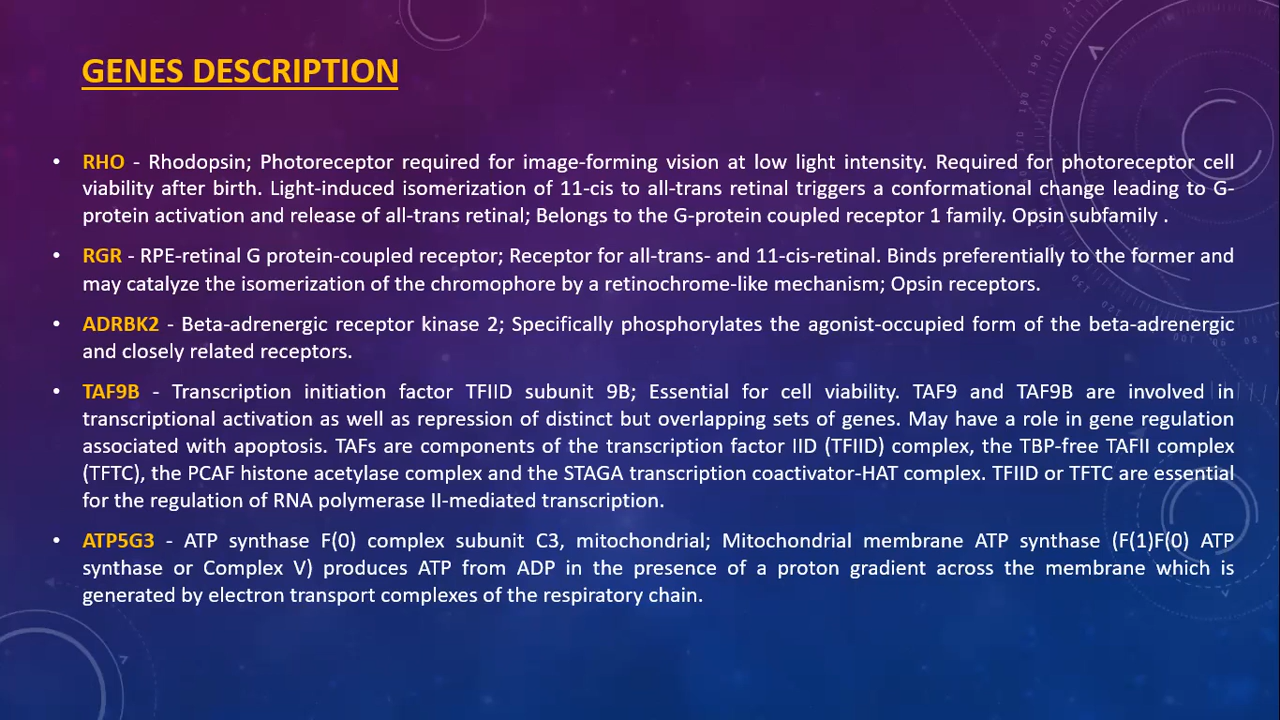 GENES DESCRIPTION
• RHO - Rhodopsin; Photoreceptor required for image-forming vision at low light intensity. Required for photoreceptor cell
viability after birth. Light-induced isomerization of 11-cis to all-trans retinal triggers a conformational change leading to G-
protein activation and release of all-trans retinal; Belongs to the G-protein coupled receptor 1 family. Opsin subfamily .
• RGR - RPE-retinal G protein-coupled receptor; Receptor for all-trans- and 11-cis-retinal. Binds preferentially to the former and
may catalyze the isomerization of the chromophore by a retinochrome-like mechanism; Opsin receptors.
• ADRBK2 - Beta-adrenergic receptor kinase 2; Specifically phosphorylates the agonist-occupied form of the beta-adrenergic
and closely related receptors.
• TAF9B - Transcription initiation factor TFIID subunit 9B; Essential for cell viability. TAF9 and TAF9B are involved in
transcriptional activation as well as repression of distinct but overlapping sets of genes. May have a role in gene regulation
associated with apoptosis. TAFs are components of the transcription factor IID (TFIID) complex, the TBP-free TAFII complex
(TFTC), the PCAF histone acetylase complex and the STAGA transcription coactivator-HAT complex. TFIID or TFTC are essential
for the regulation of RNA polymerase II-mediated transcription.
• ATP5G3 - ATP synthase F(0) complex subunit C3, mitochondrial; Mitochondrial membrane ATP synthase (F(1)F(0) ATP
synthase or Complex V) produces ATP from ADP in the presence of a proton gradient across the membrane which is
generated by electron transport complexes of the respiratory chain.